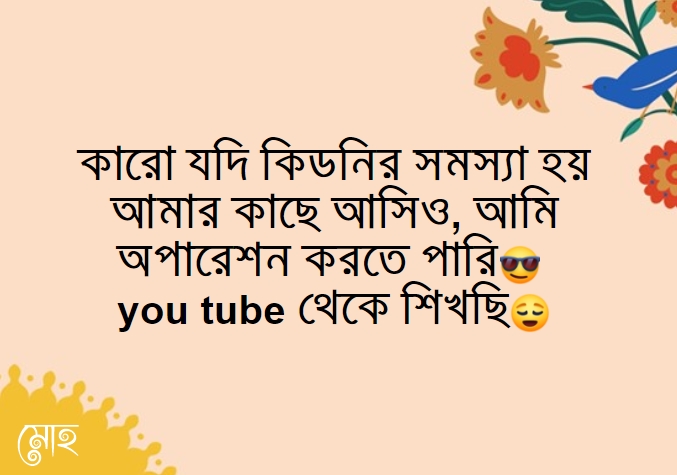 কারো যদি কিডনির সমস্যা হয়
আমার কাছে আসিও, আমি
অপারেশন করতে পারি😎
you tube থেকে শিখছি😌